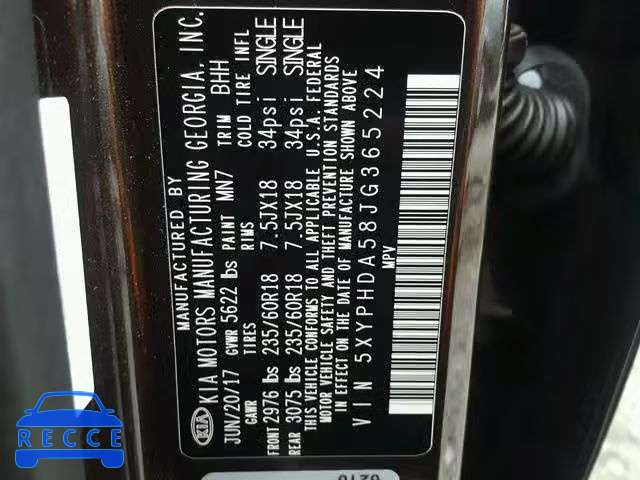 MANUFACTURED BY
KIA KIA MOTORS MANUFACTURING GEORGIA, INC.
JUN/20/17 GVWR 5622 lbs PAINT MN7 TRIM BHH
GAWR TIRES RIMS COLD TIRE INFL
FRONT 2976 lbs 235/60R18 7.5JX18 34psi SINGLE
REAR 3075 lbs 235/60R18 7.5JX18 34psi SINGLE
THIS VEHICLE CONFORMS TO ALL APPLICABLE U.S.A. FEDERAL
MOTOR VEHICLE SAFETY AND THEFT PREVENTION STANDARDS
IN EFFECT ON THE DATE OF MANUFACTURE SHOWN ABOVE
VIN 5XYPHDA58JG365224
MPV
RECCE